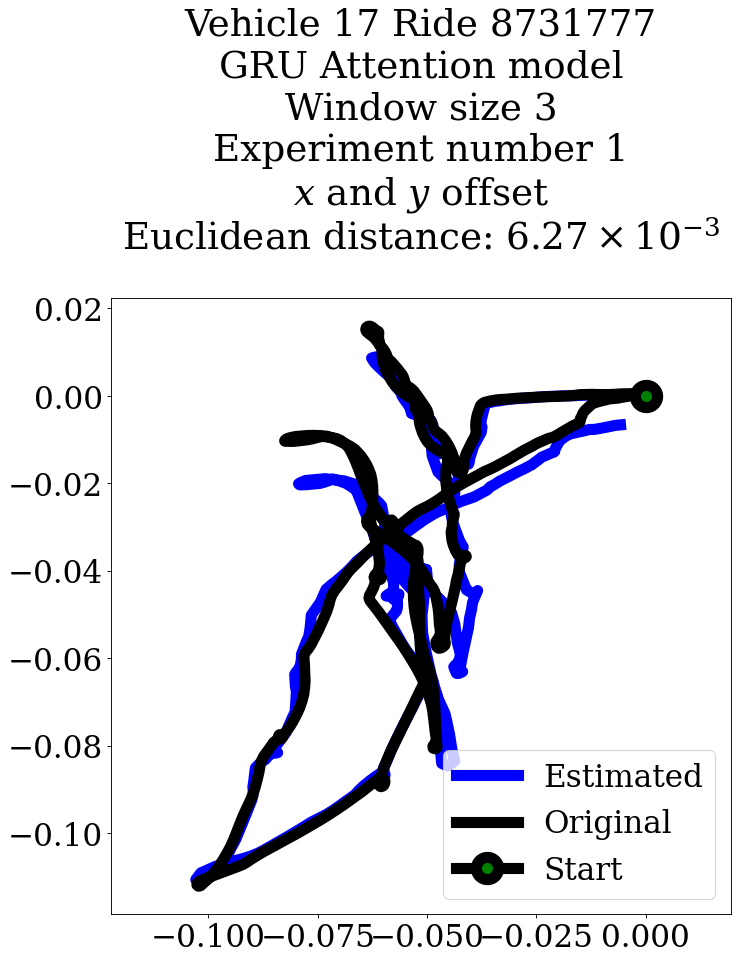 Vehicle 17 Ride 8731777
GRU Attention model
Window size 3
Experiment number 1
x and y offset
Euclidean distance: 6.27 × 10⁻³
0.02
0.00
−0.02
−0.04
−0.06
−0.08
−0.10
Estimated
Original
Start
−0.100 −0.075 −0.050 −0.025 0.000